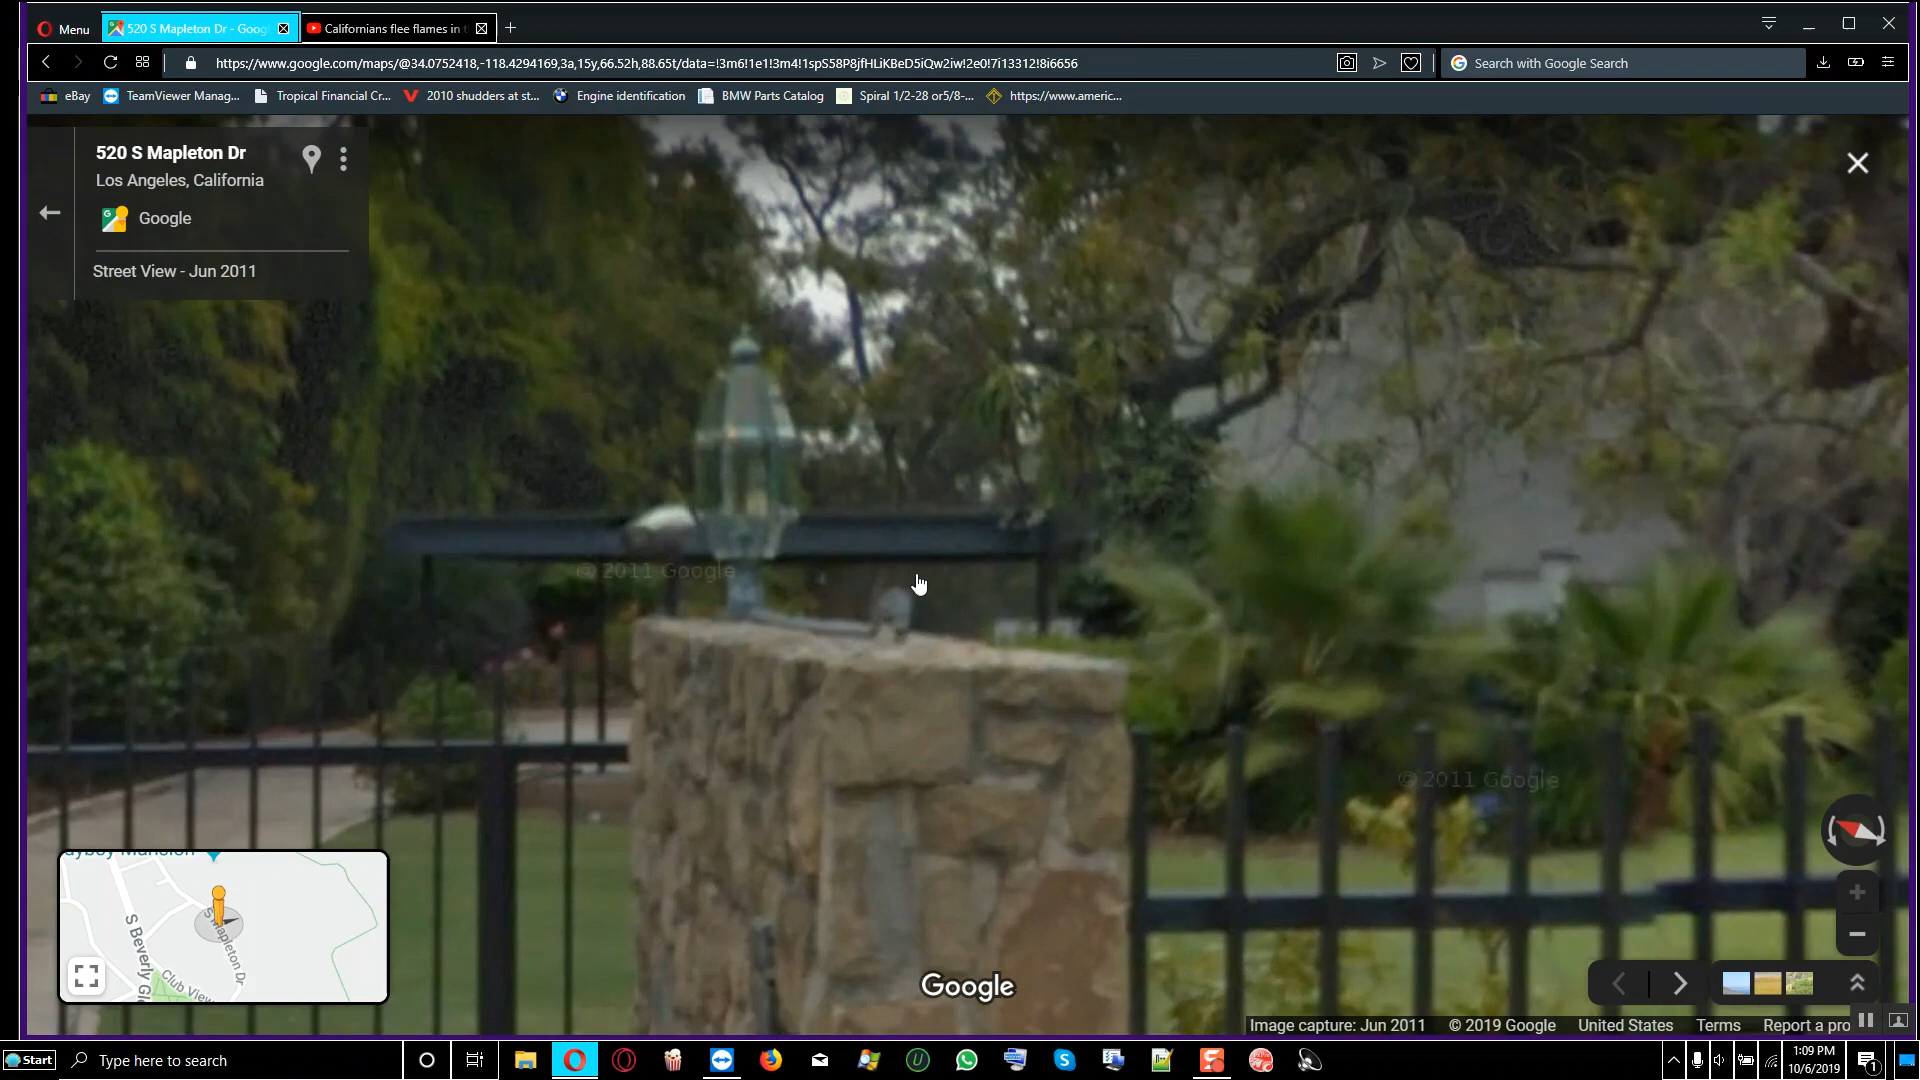 Menu
520 S Mapleton Dr - Goog
Californians flee flames in t
https://www.google.com/maps/@34.0752418,-118.4294169,3a,15y,66.52h,88.65t/data=!3m6!1e1!3m4!1spS58P8jfHLiKBeD5iQw2iw!2e0!7i13312!8i6656
Search with Google Search
eBay
TeamViewer Manag...
Tropical Financial Cr...
2010 shudders at st...
Engine identification
BMW Parts Catalog
Spiral 1/2-28 or5/8-...
https://www.americ...
520 S Mapleton Dr
Los Angeles, California
Google
Street View - Jun 2011
© 2011 Google
© 2011 Google
yboy Mansion
S Beverly Gle
S Mapleton Dr
Club View
Google
Image capture: Jun 2011
© 2019 Google
United States
Terms
Report a pro
Start
Type here to search
1:09 PM
10/6/2019
1